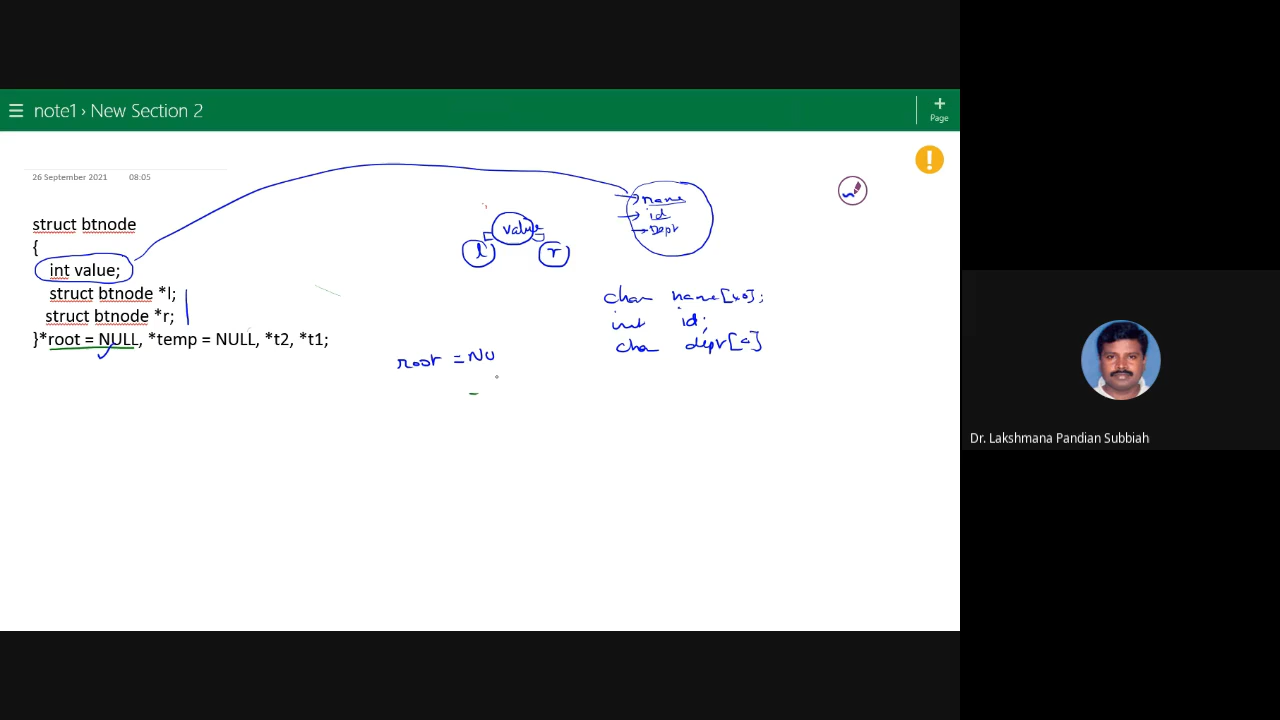 note1 › New Section 2
Page
26 September 2021 08:05
struct btnode
{
int value;
struct btnode *l;
struct btnode *r;
}*root = NULL, *temp = NULL, *t2, *t1;
value
l r
name
id
Dept
char name[40];
int id;
char dept[
root = NU
Dr. Lakshmana Pandian Subbiah